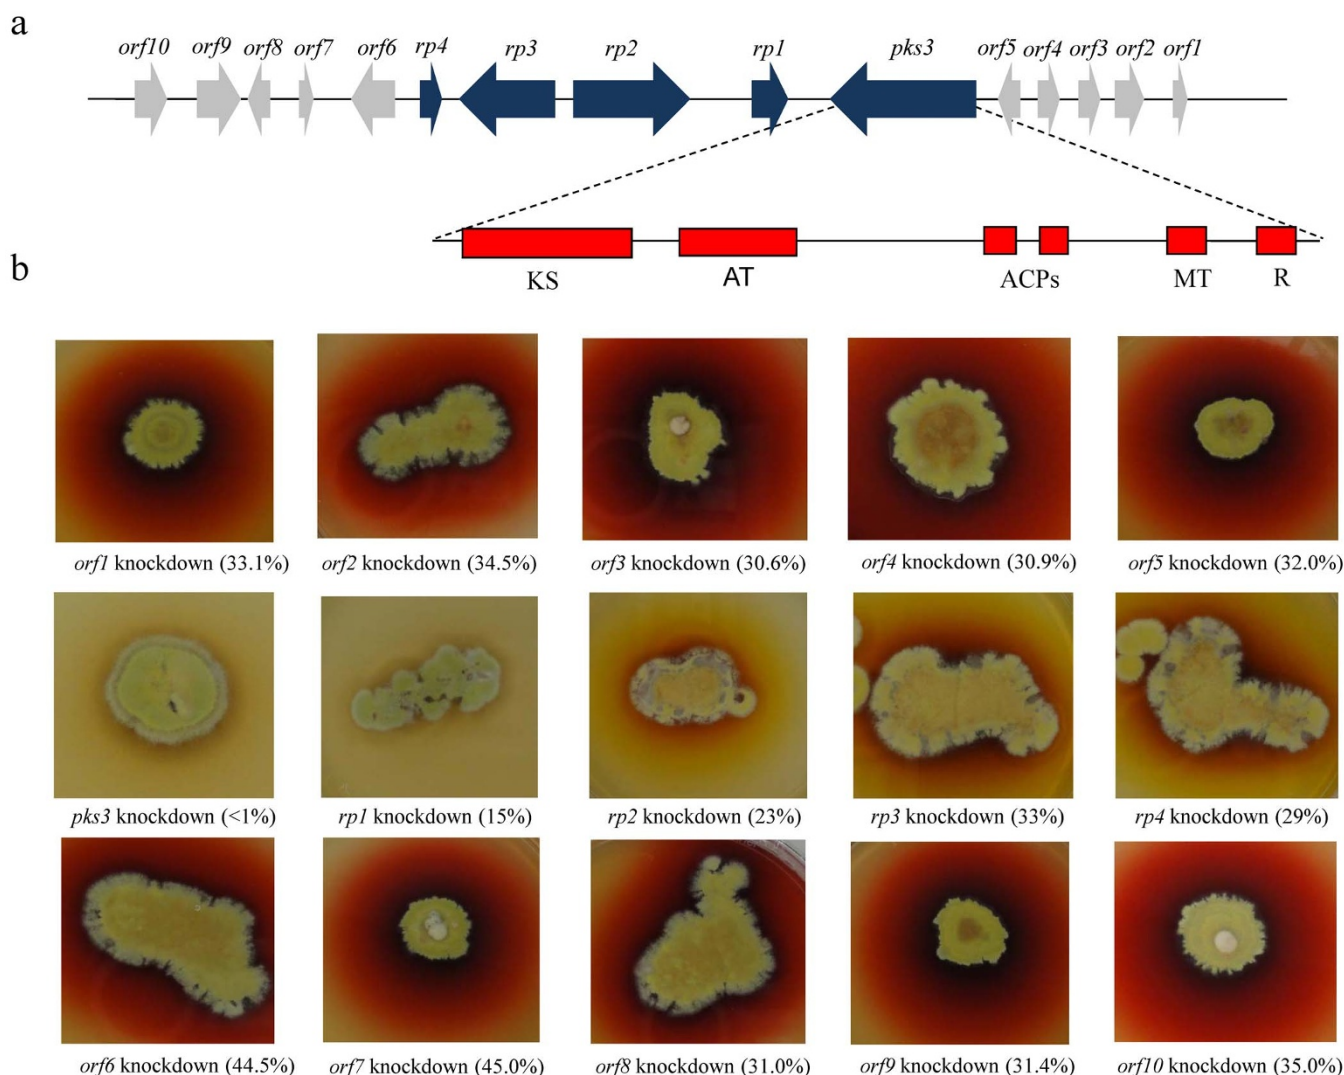 a
orf10 orf9 orf8 orf7 orf6 rp4 rp3 rp2 rp1 pks3 orf5 orf4 orf3 orf2 orf1
KS AT ACPs MT R
b
orf1 knockdown (33.1%) orf2 knockdown (34.5%) orf3 knockdown (30.6%) orf4 knockdown (30.9%) orf5 knockdown (32.0%)
pks3 knockdown (<1%) rp1 knockdown (15%) rp2 knockdown (23%) rp3 knockdown (33%) rp4 knockdown (29%)
orf6 knockdown (44.5%) orf7 knockdown (45.0%) orf8 knockdown (31.0%) orf9 knockdown (31.4%) orf10 knockdown (35.0%)